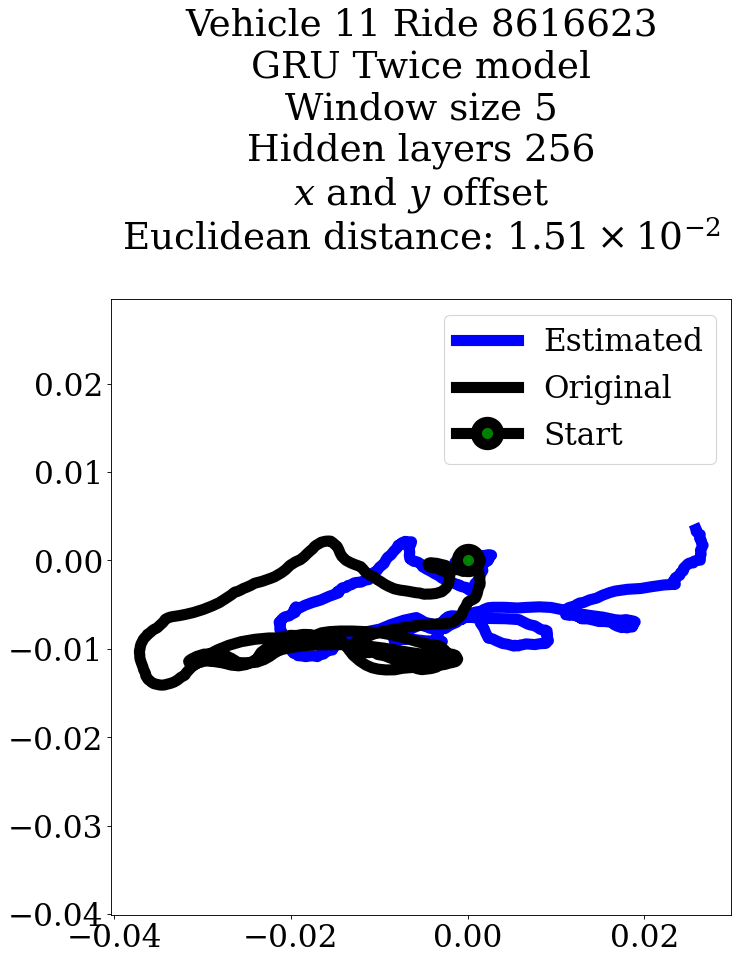 Vehicle 11 Ride 8616623
GRU Twice model
Window size 5
Hidden layers 256
x and y offset
Euclidean distance: 1.51 × 10⁻²
Estimated
Original
Start
0.02
0.01
0.00
−0.01
−0.02
−0.03
−0.04
−0.04 −0.02 0.00 0.02